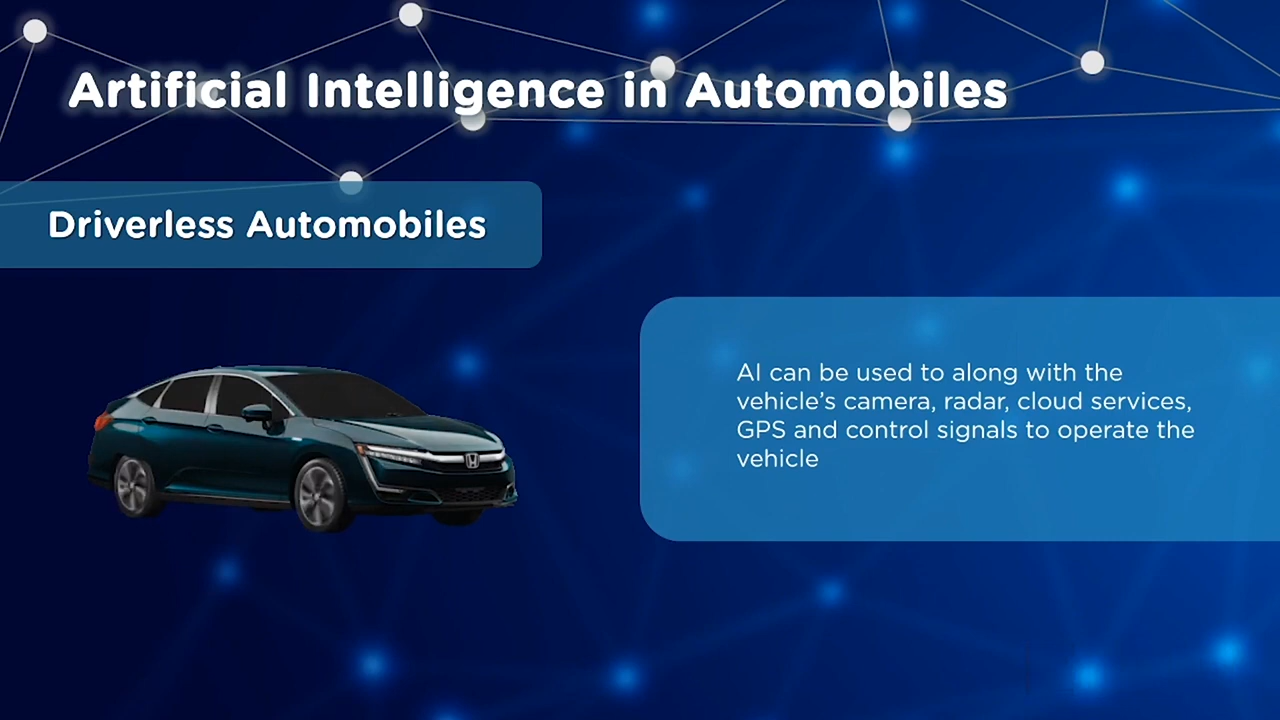 Artificial Intelligence in Automobiles
Driverless Automobiles
AI can be used to along with the
vehicle's camera, radar, cloud services,
GPS and control signals to operate the
vehicle